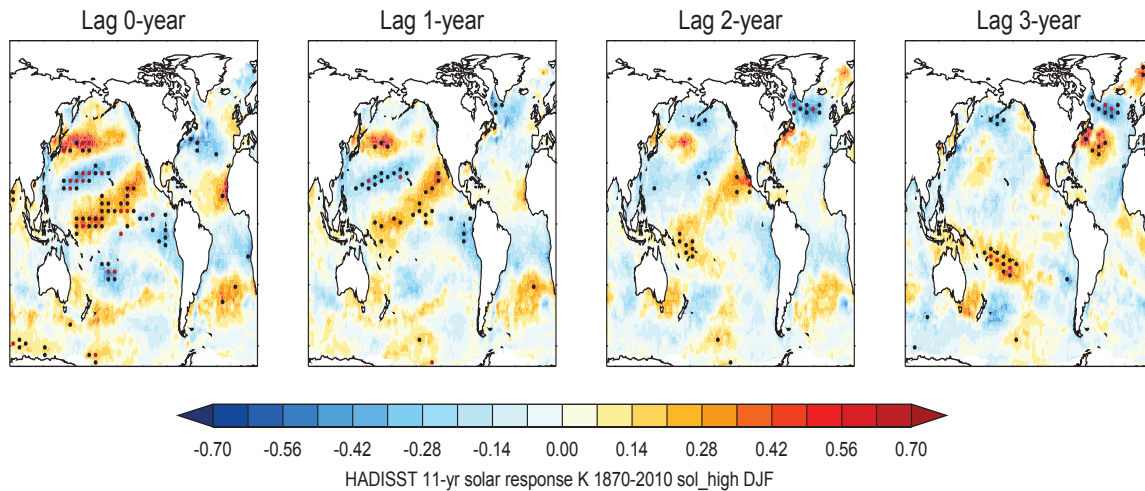 Lag 0-year Lag 1-year Lag 2-year Lag 3-year
-0.70 -0.56 -0.42 -0.28 -0.14 0.00 0.14 0.28 0.42 0.56 0.70
HADISST 11-yr solar response K 1870-2010 sol_high DJF